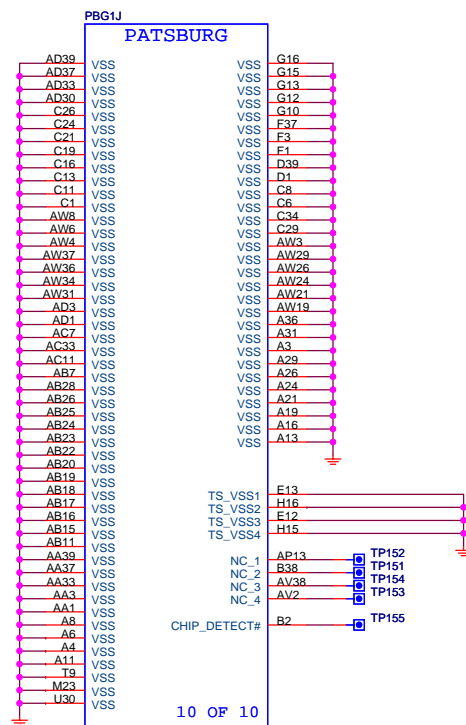 PBG1J
PATSBURG
AD39 VSS VSS G16
AD37 VSS VSS G15
AD33 VSS VSS G13
AD30 VSS VSS G12
C26 VSS VSS G10
C24 VSS VSS F37
C21 VSS VSS F3
C19 VSS VSS F1
C16 VSS VSS D39
C13 VSS VSS D1
C11 VSS VSS C8
C1 VSS VSS C6
AW8 VSS VSS C34
AW6 VSS VSS C29
AW4 VSS VSS AW3
AW37 VSS VSS AW29
AW36 VSS VSS AW26
AW34 VSS VSS AW24
AW31 VSS VSS AW21
AD3 VSS VSS AW19
AD1 VSS VSS A36
AC7 VSS VSS A31
AC33 VSS VSS A3
AC11 VSS VSS A29
AB7 VSS VSS A26
AB28 VSS VSS A24
AB26 VSS VSS A21
AB25 VSS VSS A19
AB24 VSS VSS A16
AB23 VSS VSS A13
AB22 VSS
AB20 VSS
AB19 VSS
AB18 VSS TS_VSS1 E13
AB17 VSS TS_VSS2 H16
AB16 VSS TS_VSS3 E12
AB15 VSS TS_VSS4 H15
AB11 VSS
AA39 VSS NC_1 AP13 TP152
AA37 VSS NC_2 B38 TP151
AA33 VSS NC_3 AV38 TP154
AA3 VSS NC_4 AV2 TP153
AA1 VSS
A8 VSS CHIP_DETECT# B2 TP155
A6 VSS
A4 VSS
A11 VSS
T9 VSS
M23 VSS
U30 VSS
10 OF 10